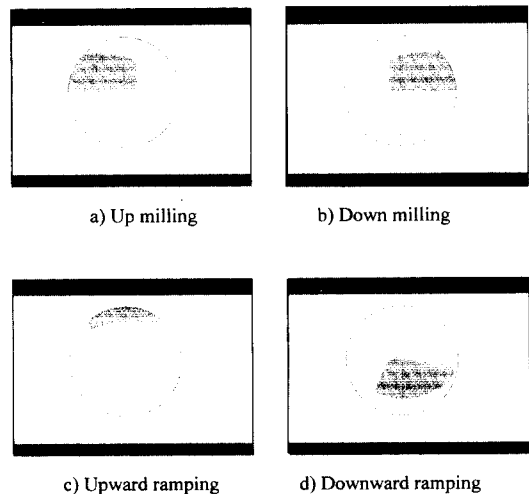 a) Up milling
b) Down milling
c) Upward ramping
d) Downward ramping